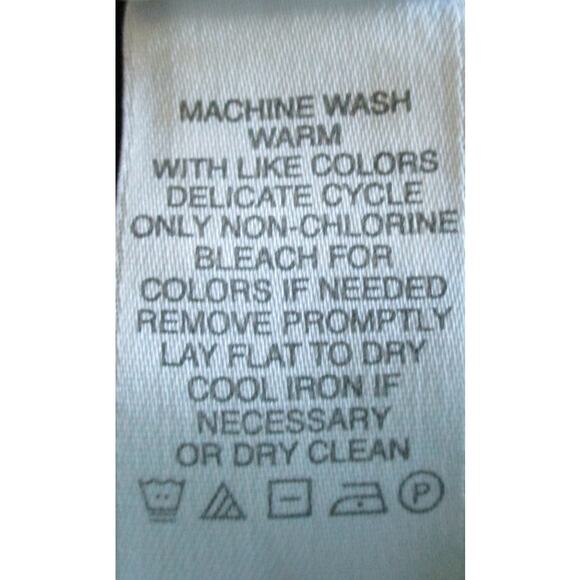 MACHINE WASH
WARM
WITH LIKE COLORS
DELICATE CYCLE
ONLY NON-CHLORINE
BLEACH FOR
COLORS IF NEEDED
REMOVE PROMPTLY
LAY FLAT TO DRY
COOL IRON IF
NECESSARY
OR DRY CLEAN
P